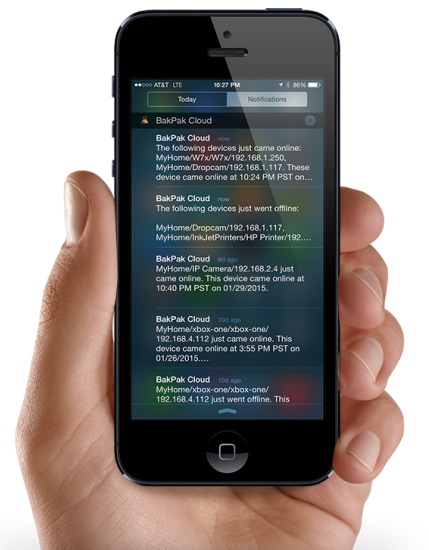 AT&T LTE 10:27 PM 86%
Today Notifications
BakPak Cloud
BakPak Cloud now
The following devices just came online:
MyHome/W7x/W7x/192.168.1.250,
MyHome/Dropcam/192.168.1.117. These
device came online at 10:24 PM PST on...
BakPak Cloud now
The following devices just went offline:
MyHome/Dropcam/192.168.1.117,
MyHome/InkJetPrinters/HP Printer/192....
BakPak Cloud 6d ago
MyHome/IP Camera/192.168.2.4 just
came online. This device came online at
10:40 PM PST on 01/29/2015.
BakPak Cloud 10d ago
MyHome/xbox-one/xbox-one/
192.168.4.112 just came online. This
device came online at 3:55 PM PST on
01/26/2015....
BakPak Cloud 10d ago
MyHome/xbox-one/xbox-one/
192.168.4.112 just went offline. This